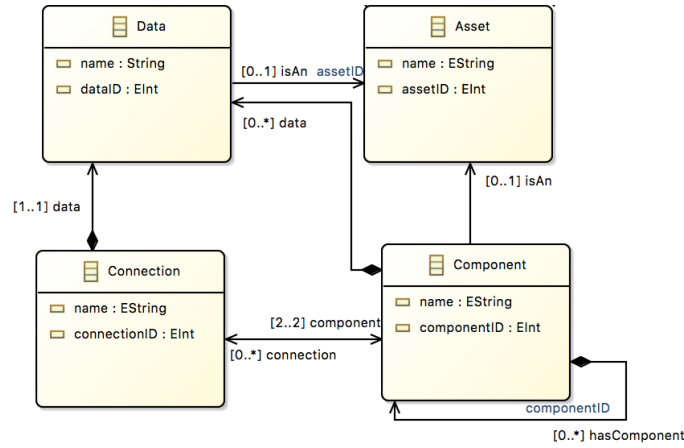 Data
name : String
dataID : EInt
Asset
name : EString
assetID : EInt
[0..1] isAn assetID
[0..*] data
[0..1] isAn
[1..1] data
Connection
name : EString
connectionID : EInt
Component
name : EString
componentID : EInt
[2..2] component
[0..*] connection
componentID
[0..*] hasComponent